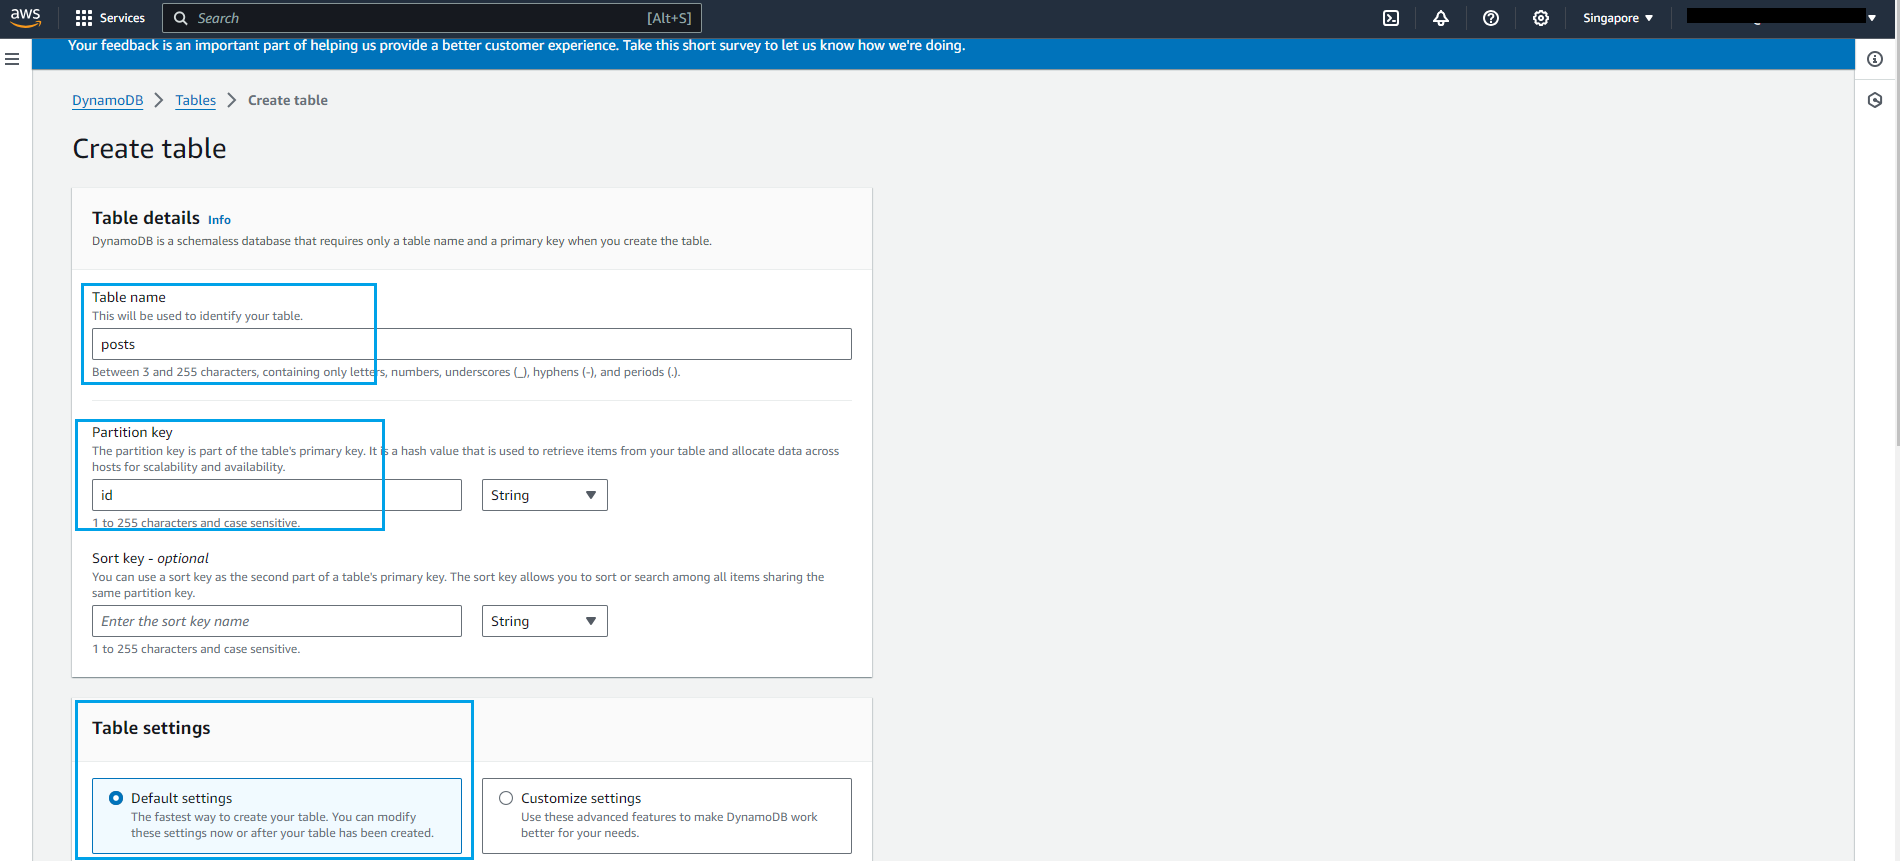 aws Services Search [Alt+S] Singapore
Your feedback is an important part of helping us provide a better customer experience. Take this short survey to let us know how we're doing.
DynamoDB Tables Create table
Create table
Table details Info
DynamoDB is a schemaless database that requires only a table name and a primary key when you create the table.
Table name
This will be used to identify your table.
posts
Between 3 and 255 characters, containing only letters, numbers, underscores (_), hyphens (-), and periods (.).
Partition key
The partition key is part of the table's primary key. It is a hash value that is used to retrieve items from your table and allocate data across
hosts for scalability and availability.
id String
1 to 255 characters and case sensitive.
Sort key - optional
You can use a sort key as the second part of a table's primary key. The sort key allows you to sort or search among all items sharing the
same partition key.
Enter the sort key name String
1 to 255 characters and case sensitive.
Table settings
Default settings
The fastest way to create your table. You can modify
these settings now or after your table has been created.
Customize settings
Use these advanced features to make DynamoDB work
better for your needs.